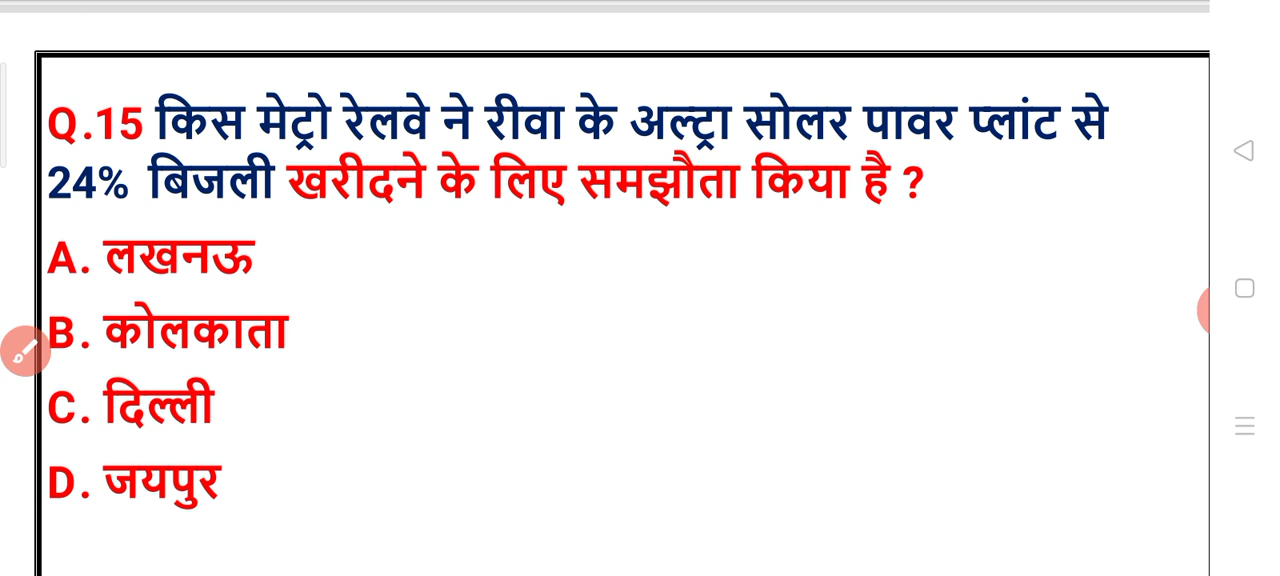 Q.15 किस मेट्रो रेलवे ने रीवा के अल्ट्रा सोलर पावर प्लांट से
24% बिजली खरीदने के लिए समझौता किया है ?
A. लखनऊ
B. कोलकाता
C. दिल्ली
D. जयपुर